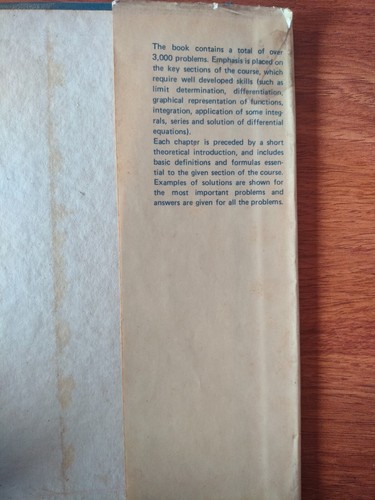 The book contains a total of over
3,000 problems. Emphasis is placed on
the key sections of the course, which
require well developed skills (such as
limit determination, differentiation,
graphical representation of functions,
integration, application of some integ-
rals, series and solution of differential
equations).
Each chapter is preceded by a short
theoretical introduction, and includes
basic definitions and formulas essen-
tial to the given section of the course.
Examples of solutions are shown for
the most important problems and
answers are given for all the problems.